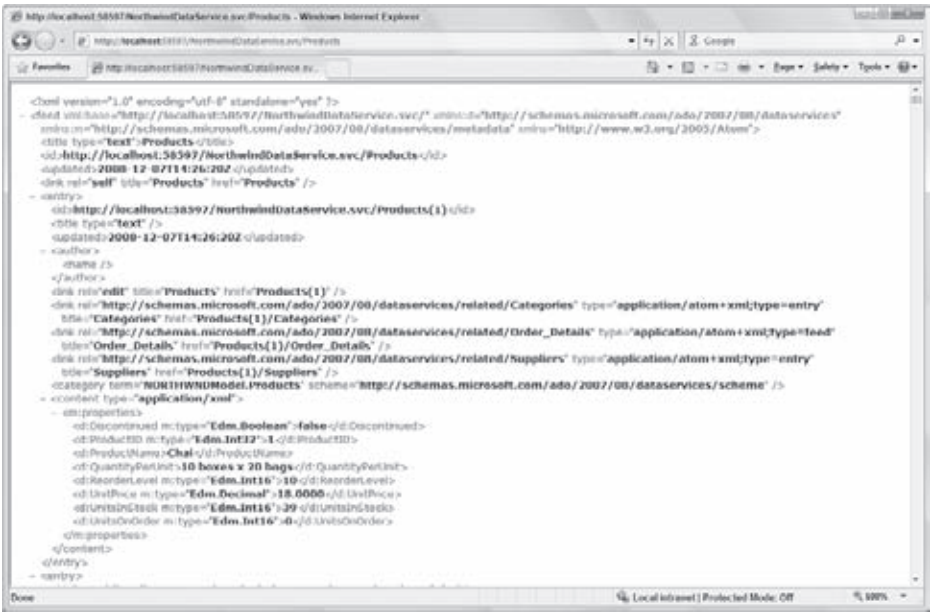 http://localhost:58597/NorthwindDataService.svc/Products - Windows Internet Explorer
http://localhost:58597/NorthwindDataService.svc/Products
Google
Favorites http://localhost:58597/NorthwindDataService.sv...
Page Safety Tools
<?xml version="1.0" encoding="utf-8" standalone="yes" ?>
- <feed xml:base="http://localhost:58597/NorthwindDataService.svc/" xmlns:d="http://schemas.microsoft.com/ado/2007/08/dataservices"
xmlns:m="http://schemas.microsoft.com/ado/2007/08/dataservices/metadata" xmlns="http://www.w3.org/2005/Atom">
<title type="text">Products</title>
<id>http://localhost:58597/NorthwindDataService.svc/Products</id>
<updated>2008-12-07T14:26:20Z</updated>
<link rel="self" title="Products" href="Products" />
- <entry>
<id>http://localhost:58597/NorthwindDataService.svc/Products(1)</id>
<title type="text" />
<updated>2008-12-07T14:26:20Z</updated>
- <author>
<name />
</author>
<link rel="edit" title="Products" href="Products(1)" />
<link rel="http://schemas.microsoft.com/ado/2007/08/dataservices/related/Categories" type="application/atom+xml;type=entry"
title="Categories" href="Products(1)/Categories" />
<link rel="http://schemas.microsoft.com/ado/2007/08/dataservices/related/Order_Details" type="application/atom+xml;type=feed"
title="Order_Details" href="Products(1)/Order_Details" />
<link rel="http://schemas.microsoft.com/ado/2007/08/dataservices/related/Suppliers" type="application/atom+xml;type=entry"
title="Suppliers" href="Products(1)/Suppliers" />
<category term="NORTHWNDModel.Products" scheme="http://schemas.microsoft.com/ado/2007/08/dataservices/scheme" />
- <content type="application/xml">
- <m:properties>
<d:Discontinued m:type="Edm.Boolean">false</d:Discontinued>
<d:ProductID m:type="Edm.Int32">1</d:ProductID>
<d:ProductName>Chai</d:ProductName>
<d:QuantityPerUnit>10 boxes x 20 bags</d:QuantityPerUnit>
<d:ReorderLevel m:type="Edm.Int16">10</d:ReorderLevel>
<d:UnitPrice m:type="Edm.Decimal">18.0000</d:UnitPrice>
<d:UnitsInStock m:type="Edm.Int16">39</d:UnitsInStock>
<d:UnitsOnOrder m:type="Edm.Int16">0</d:UnitsOnOrder>
</m:properties>
</content>
</entry>
- <entry>
Done Local intranet | Protected Mode: Off 100%